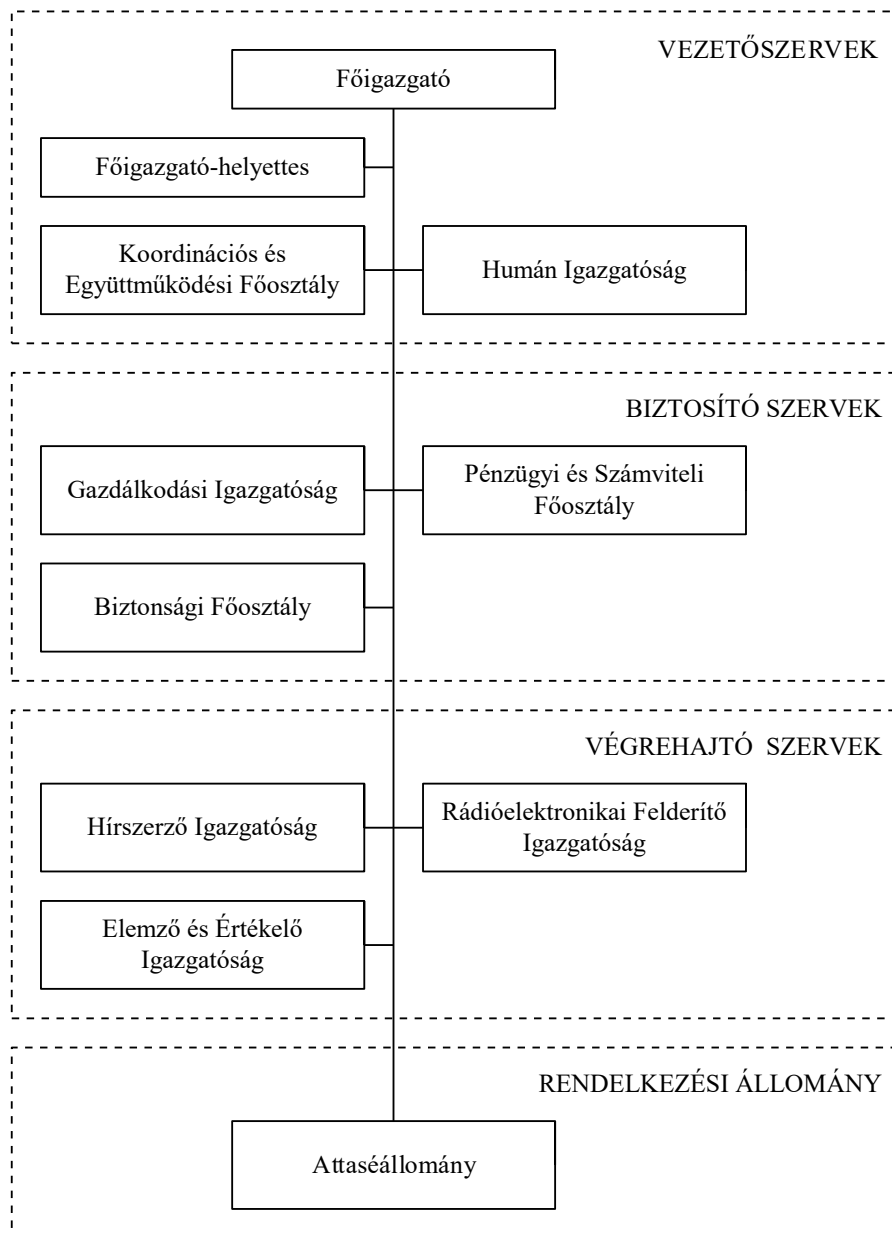 VEZETŐSZERVEK
Főigazgató
Főigazgató-helyettes
Koordinációs és
Együttműködési Főosztály
Humán Igazgatóság
BIZTOSÍTÓ SZERVEK
Gazdálkodási Igazgatóság
Pénzügyi és Számviteli
Főosztály
Biztonsági Főosztály
VÉGREHAJTÓ SZERVEK
Hírszerző Igazgatóság
Rádióelektronikai Felderítő
Igazgatóság
Elemző és Értékelő
Igazgatóság
RENDELKEZÉSI ÁLLOMÁNY
Attaséállomány